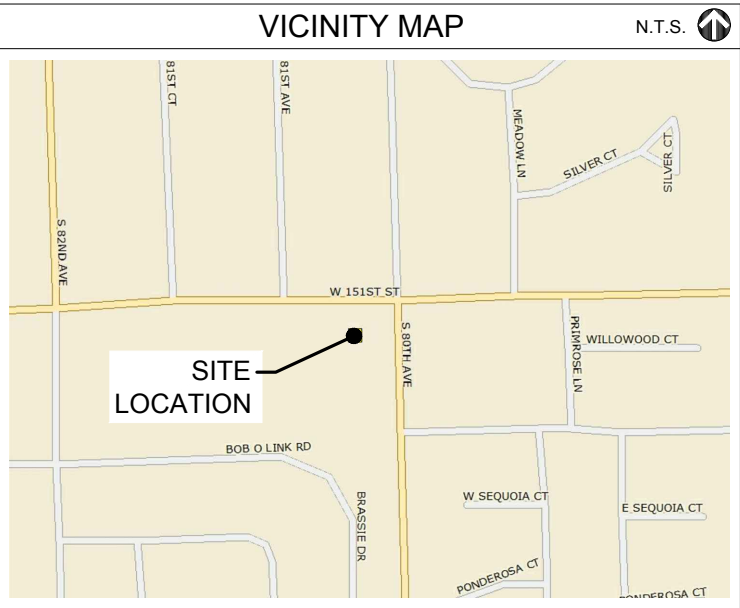 VICINITY MAP
N.T.S.
81ST CT
81ST AVE
MEADOW LN
SILVER CT
SILVER CT
S 82ND AVE
W 151ST ST
S 80TH AVE
PRIMROSE LN
WILLOWOOD CT
SITE
LOCATION
BOB O LINK RD
BRASSIE DR
W SEQUOIA CT
E SEQUOIA CT
PONDEROSA CT
PONDEROSA CT